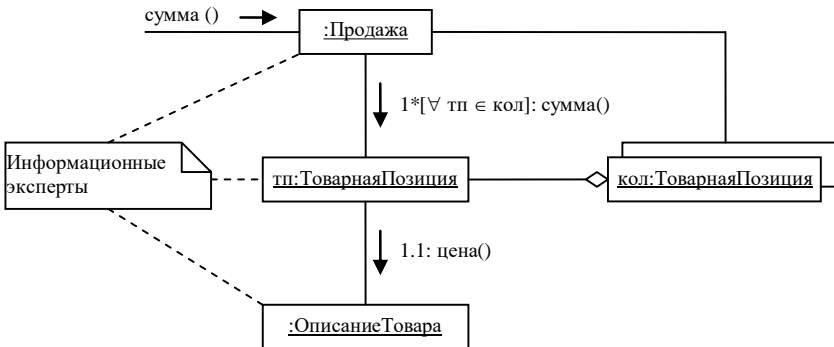 сумма ()
:Продажа
1*[∀ тп ∈ кол]: сумма()
Информационные
эксперты
тп:ТоварнаяПозиция
кол:ТоварнаяПозиция
1.1: цена()
:ОписаниеТовара